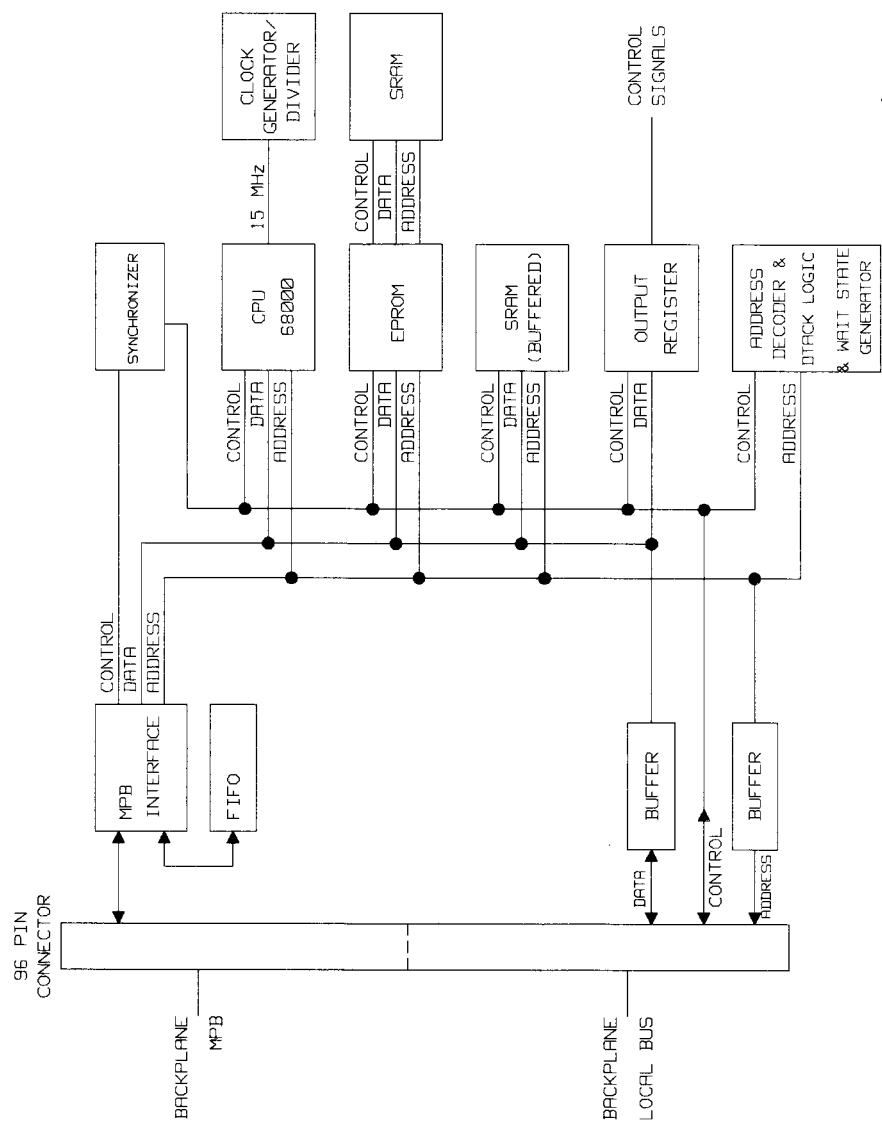 96 PIN
CONNECTOR
BACKPLANE
MPB
BACKPLANE
LOCAL BUS
MPB
INTERFACE
FIFO
CONTROL
DATA
ADDRESS
BUFFER
BUFFER
DATA
CONTROL
ADDRESS
SYNCHRONIZER
CONTROL
DATA
ADDRESS
CPU
68000
15 MHz
CLOCK
GENERATOR/
DIVIDER
CONTROL
DATA
ADDRESS
EPROM
CONTROL
DATA
ADDRESS
SRAM
CONTROL
DATA
ADDRESS
SRAM
(BUFFERED)
CONTROL
DATA
OUTPUT
REGISTER
CONTROL
SIGNALS
CONTROL
ADDRESS
ADDRESS
DECODER &
DTACK LOGIC
& WAIT STATE
GENERATOR